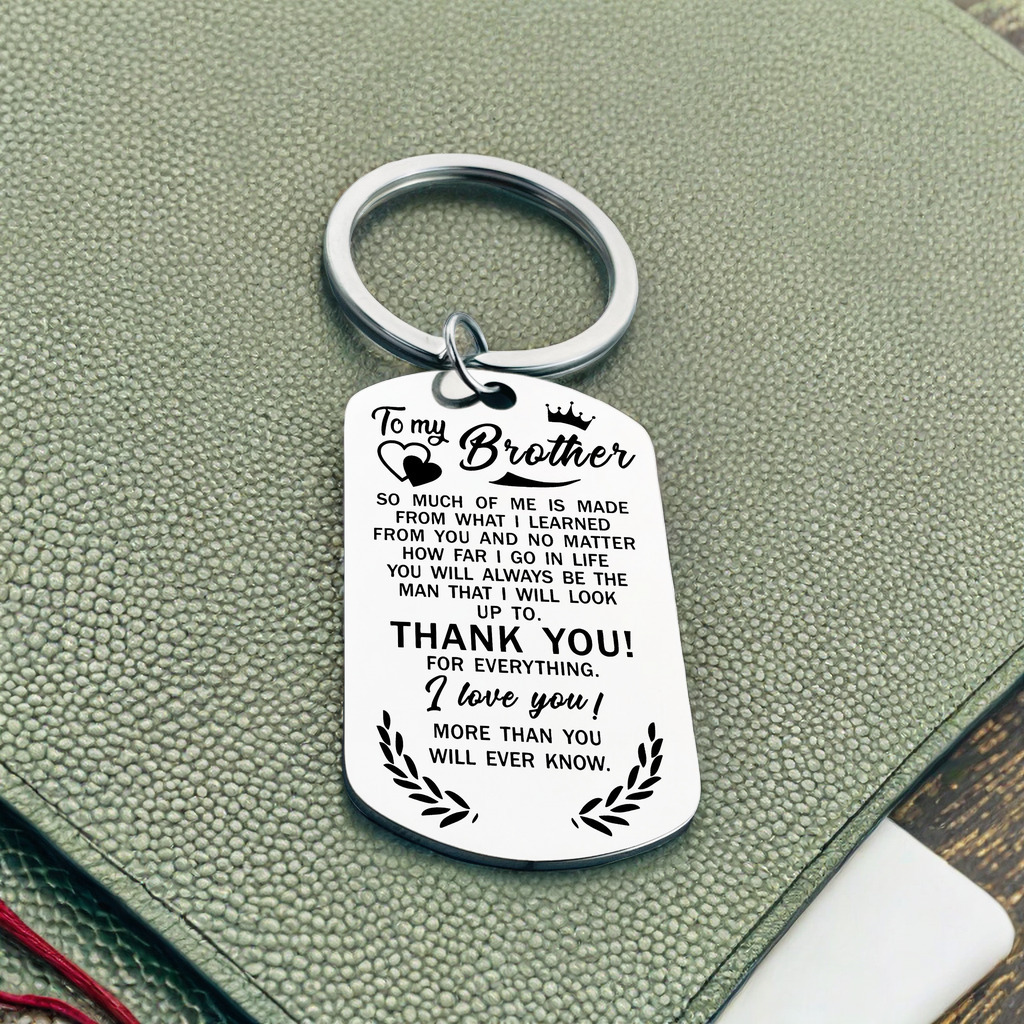 To my
Brother
SO MUCH OF ME IS MADE
FROM WHAT I LEARNED
FROM YOU AND NO MATTER
HOW FAR I GO IN LIFE
YOU WILL ALWAYS BE THE
MAN THAT I WILL LOOK
UP TO.
THANK YOU!
FOR EVERYTHING.
I love you!
MORE THAN YOU
WILL EVER KNOW.